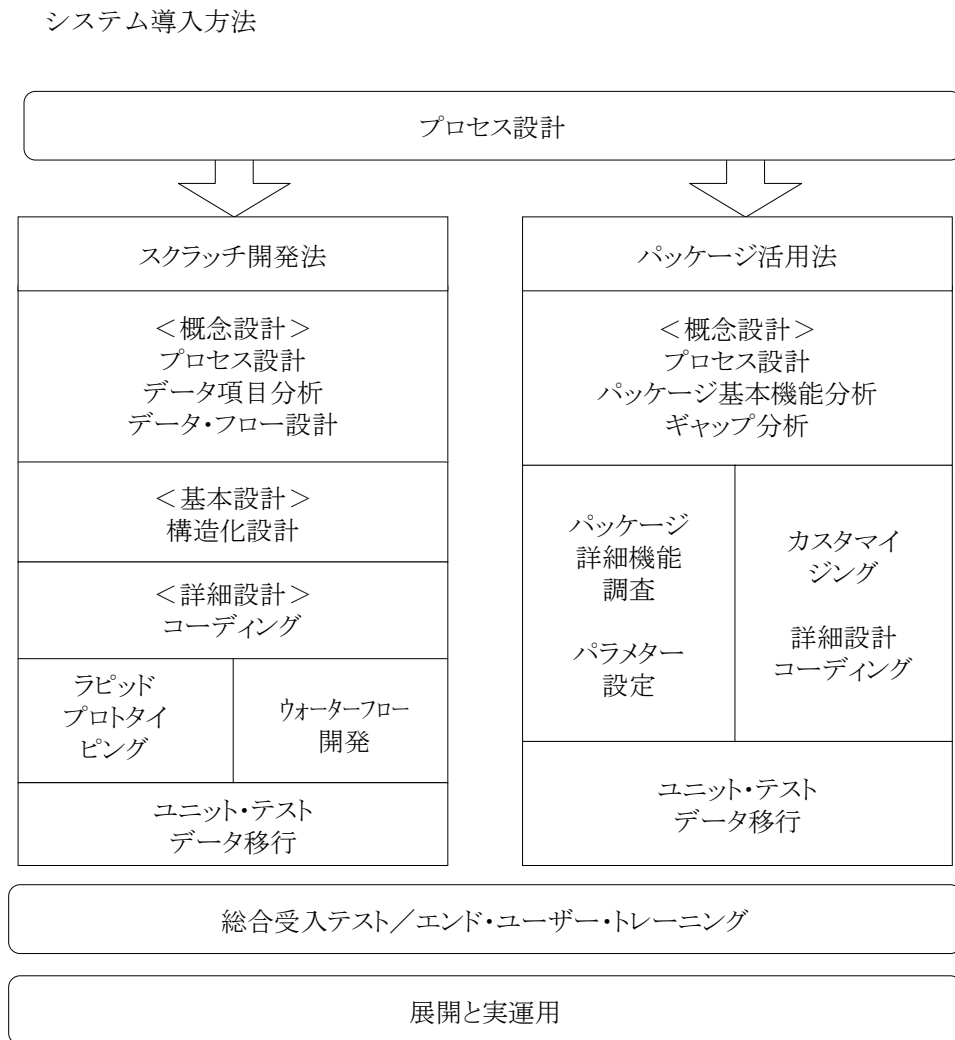 システム導入方法
プロセス設計
スクラッチ開発法
＜概念設計＞
プロセス設計
データ項目分析
データ・フロー設計
＜基本設計＞
構造化設計
＜詳細設計＞
コーディング
ラピッド
プロトタイ
ピング
ウォーターフロー
開発
ユニット・テスト
データ移行
パッケージ活用法
＜概念設計＞
プロセス設計
パッケージ基本機能分析
ギャップ分析
パッケージ
詳細機能
調査
パラメター
設定
カスタマイ
ジング
詳細設計
コーディング
ユニット・テスト
データ移行
総合受入テスト／エンド・ユーザー・トレーニング
展開と実運用